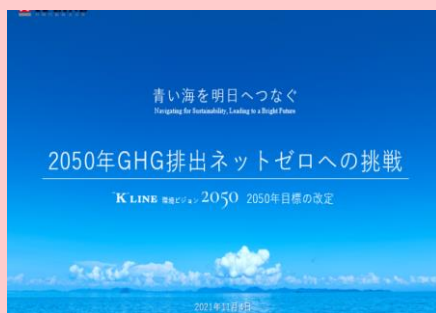 青い海を明日へつなぐ
Navigating for Sustainability, Leading to a Bright Future
2050年GHG排出ネットゼロへの挑戦
"K" LINE 環境ビジョン 2050 2050年目標の改定
2021年11月